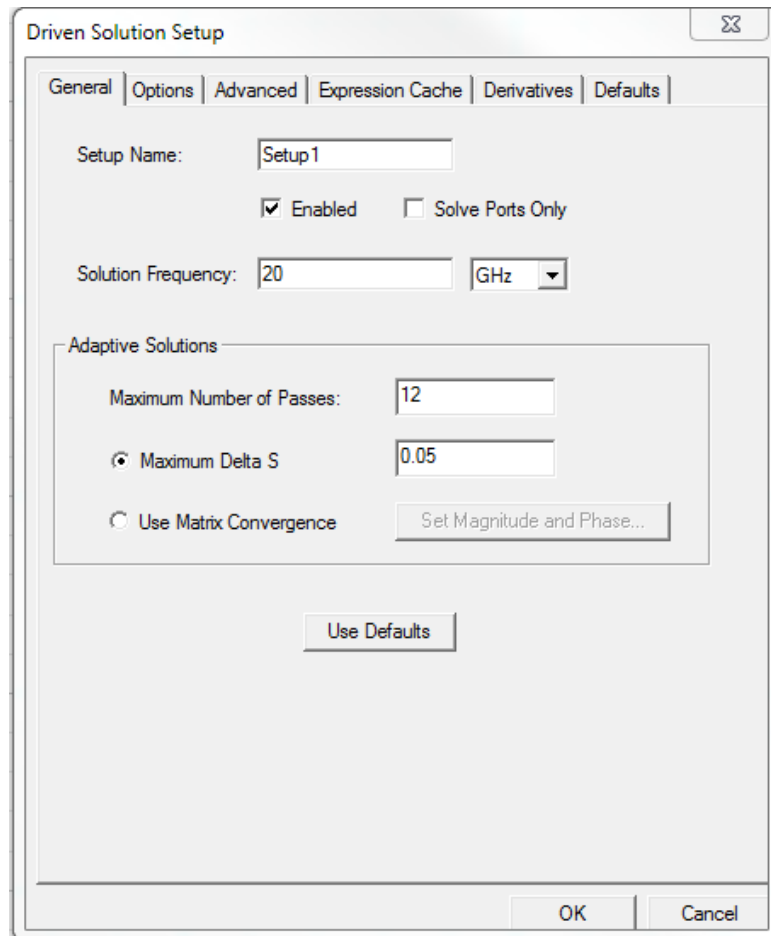 Driven Solution Setup
General Options Advanced Expression Cache Derivatives Defaults
Setup Name: Setup1
Enabled Solve Ports Only
Solution Frequency: 20 GHz
Adaptive Solutions
Maximum Number of Passes: 12
Maximum Delta S 0.05
Use Matrix Convergence Set Magnitude and Phase...
Use Defaults
OK Cancel